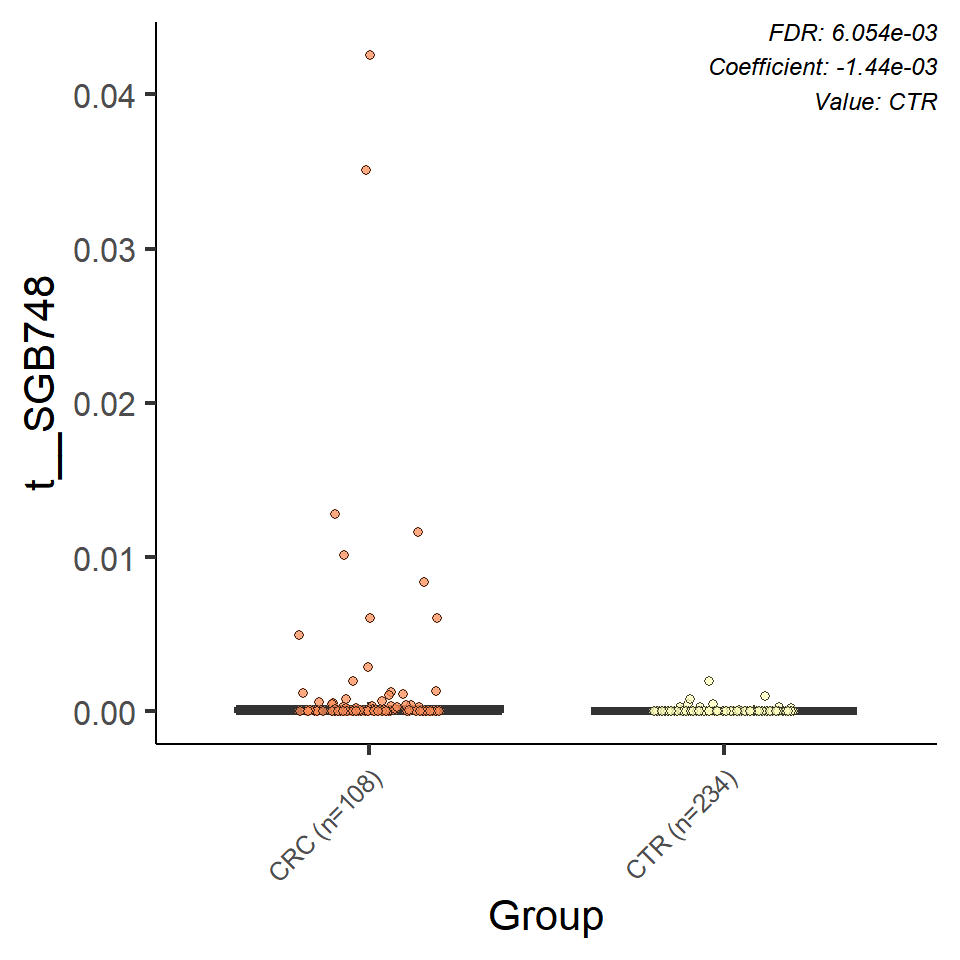 FDR: 6.054e-03
Coefficient: -1.44e-03
Value: CTR
0.04
0.03
0.02
0.01
0.00
t__SGB748
CRC (n=108)
CTR (n=234)
Group